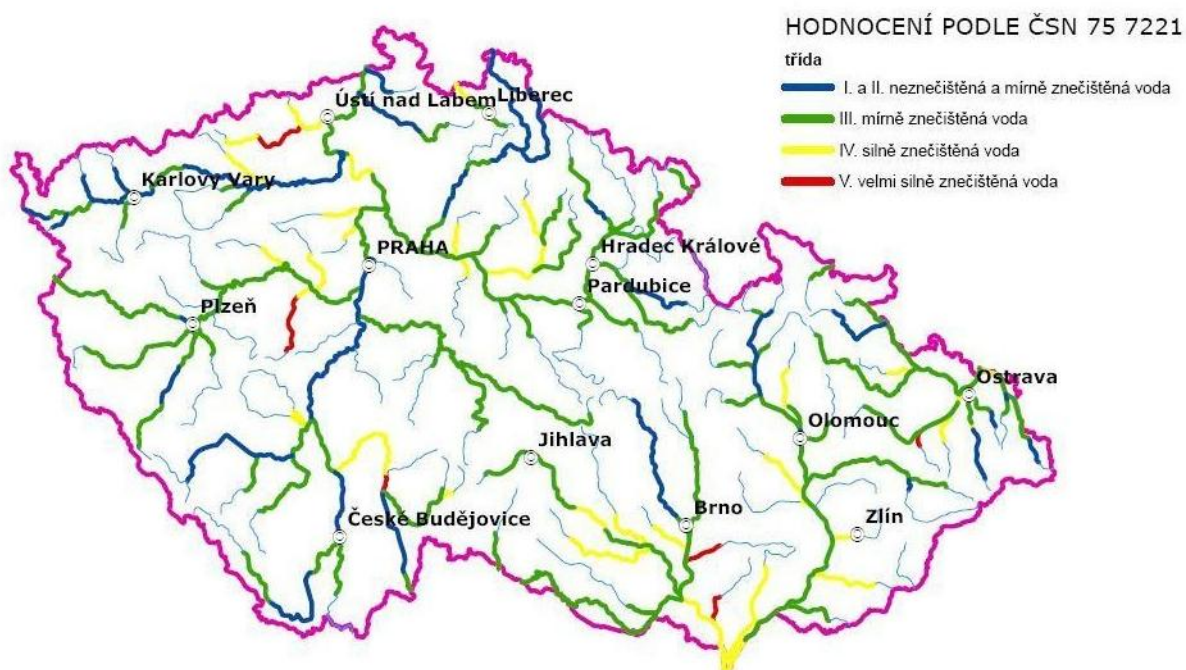 HODNOCENÍ PODLE ČSN 75 7221
třída
I. a II. neznečištěná a mírně znečištěná voda
III. mírně znečištěná voda
IV. silně znečištěná voda
V. velmi silně znečištěná voda
Ústí nad Labem
Liberec
Karlovy Vary
PRAHA
Hradec Králové
Pardubice
Plzeň
Ostrava
Olomouc
Jihlava
Brno
Zlín
České Budějovice